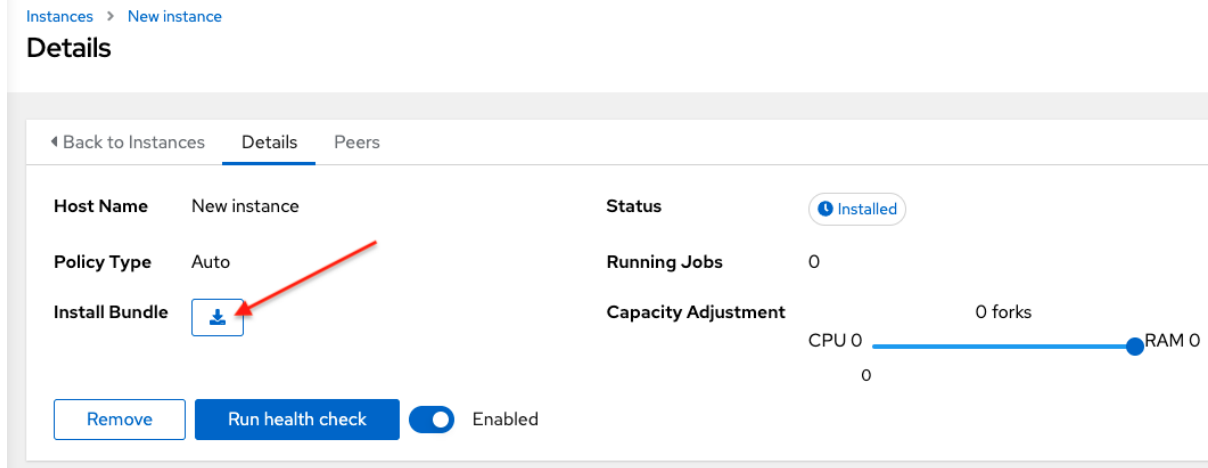 Instances > New instance
Details
Back to Instances Details Peers
Host Name New instance Status Installed
Policy Type Auto Running Jobs 0
Install Bundle Capacity Adjustment 0 forks
CPU 0 RAM 0
0
Remove Run health check Enabled